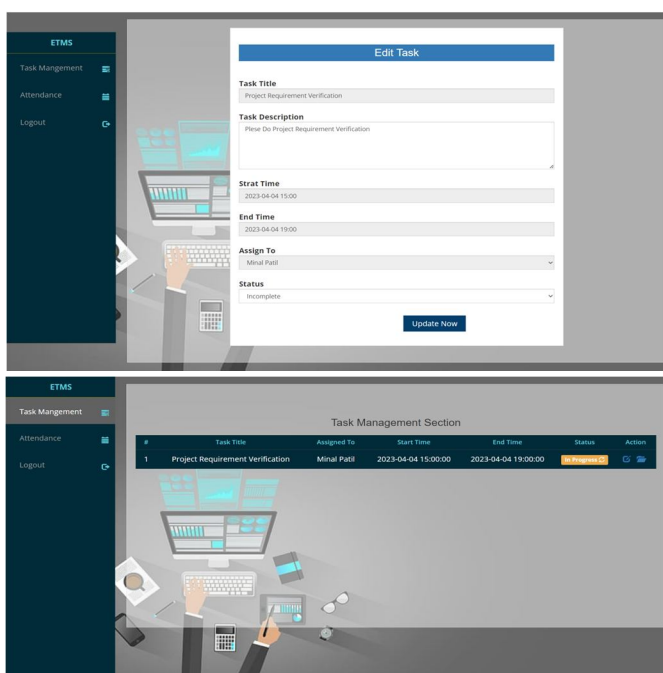 ETMS
Task Mangement
Attendance
Logout
Edit Task
Task Title
Project Requirement Verification
Task Description
Plese Do Project Requirement Verification
Strat Time
2023-04-04 15:00
End Time
2023-04-04 19:00
Assign To
Minal Patil
Status
Incomplete
Update Now
ETMS
Task Mangement
Attendance
Logout
Task Management Section
# Task Title Assigned To Start Time End Time Status Action
1 Project Requirement Verification Minal Patil 2023-04-04 15:00:00 2023-04-04 19:00:00 In Progress